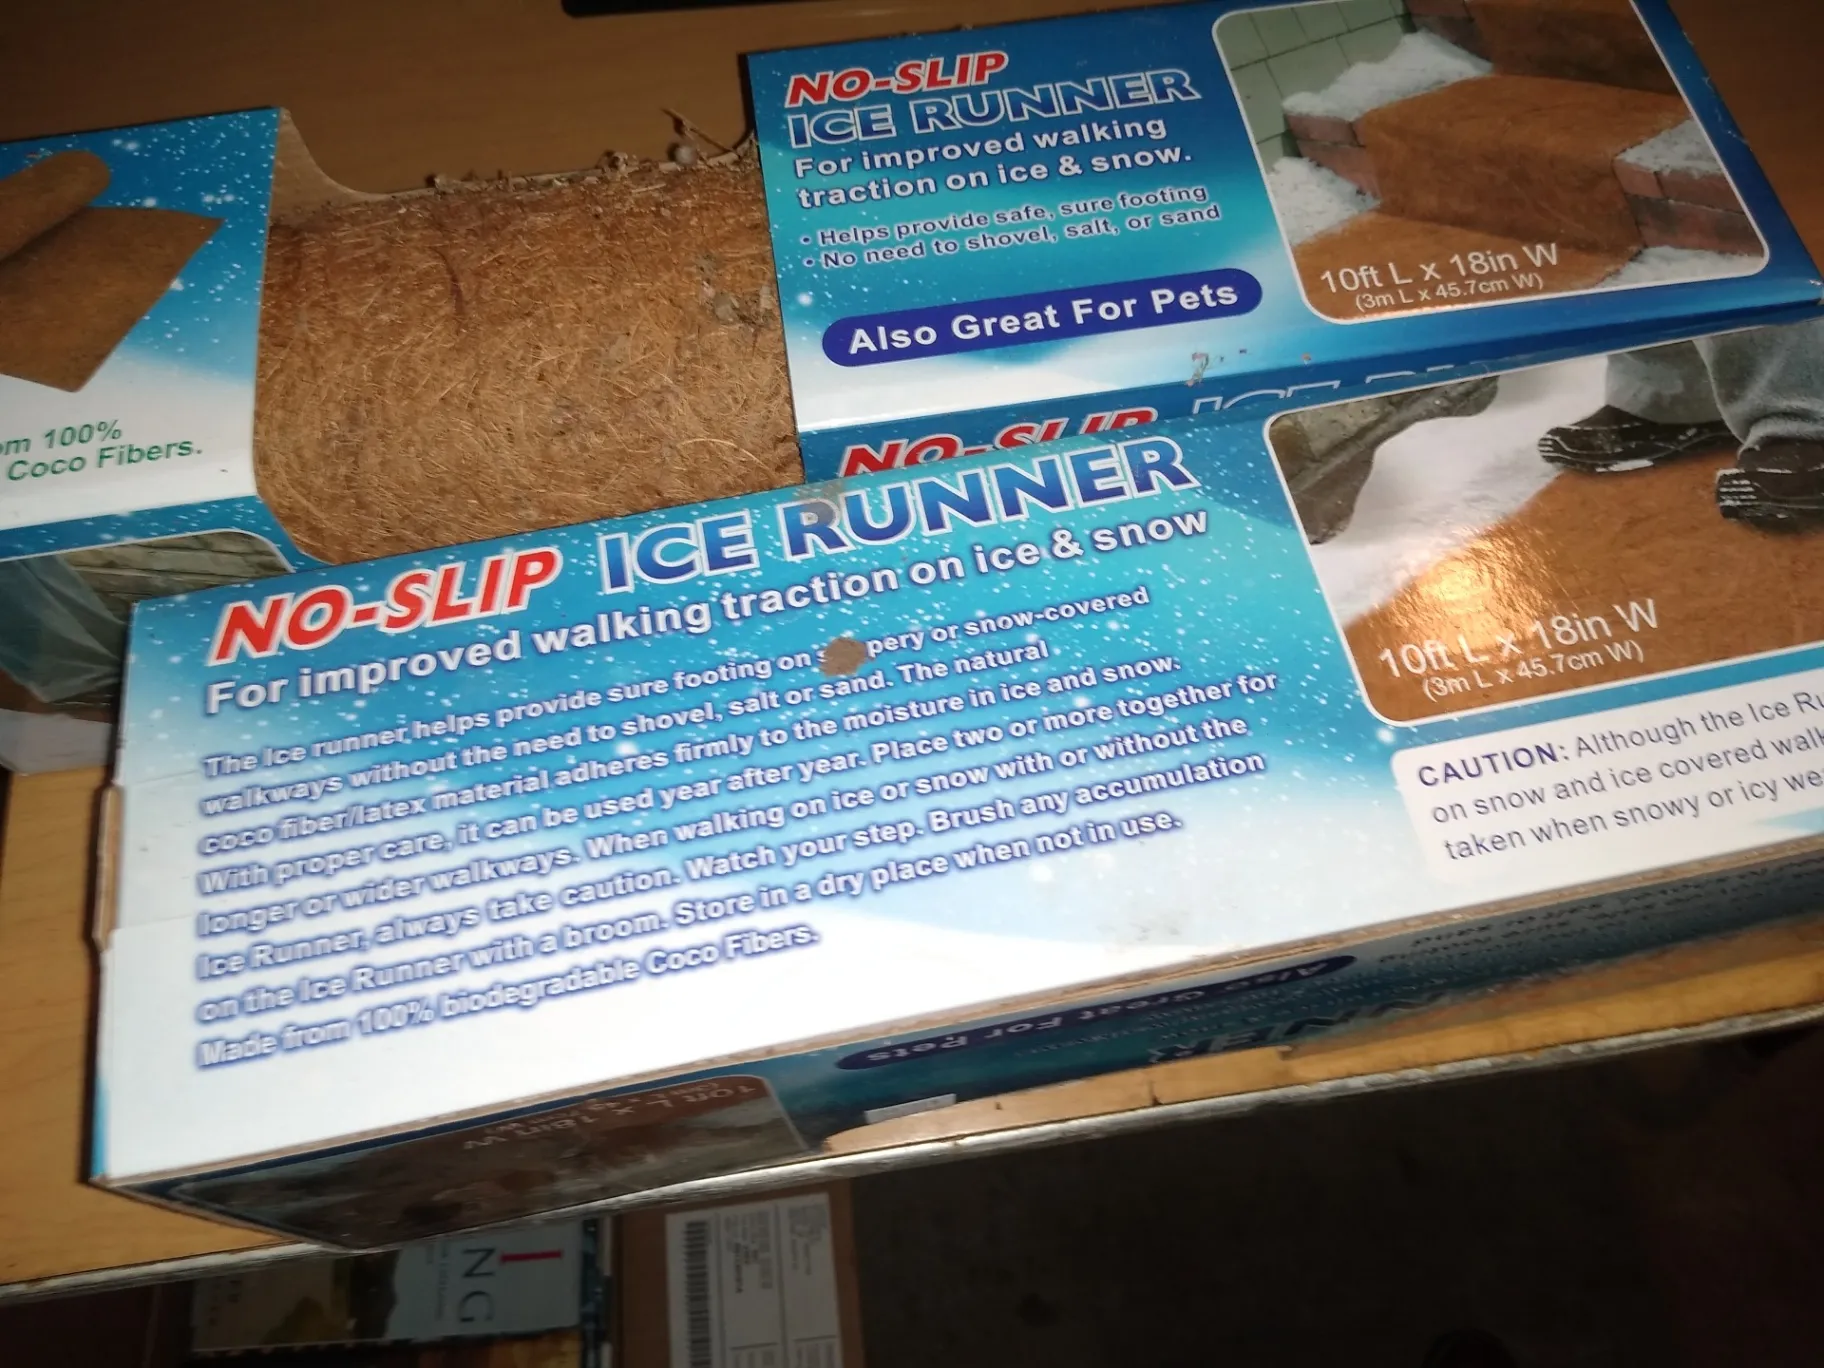 NO-SLIP
ICE RUNNER
For improved walking
traction on ice & snow.
• Helps provide safe, sure footing
• No need to shovel, salt, or sand
Also Great For Pets
10ft L x 18in W
(3m L x 45.7cm W)
100%
Coco Fibers.
NO-SLIP
NO-SLIP ICE RUNNER
For improved walking traction on ice & snow
The Ice runner helps provide sure footing on pery or snow-covered
walkways without the need to shovel, salt or sand. The natural
coco fiber/latex material adheres firmly to the moisture in ice and snow.
With proper care, it can be used year after year. Place two or more together for
longer or wider walkways. When walking on ice or snow with or without the
Ice Runner, always take caution. Watch your step. Brush any accumulation
on the Ice Runner with a broom. Store in a dry place when not in use.
Made from 100% biodegradable Coco Fibers.
10ft L x 18in W
(3m L x 45.7cm W)
CAUTION: Although the Ice Ru
on snow and ice covered walk
taken when snowy or icy wea
Also Great For Pets
10ft L x 18in W
NG